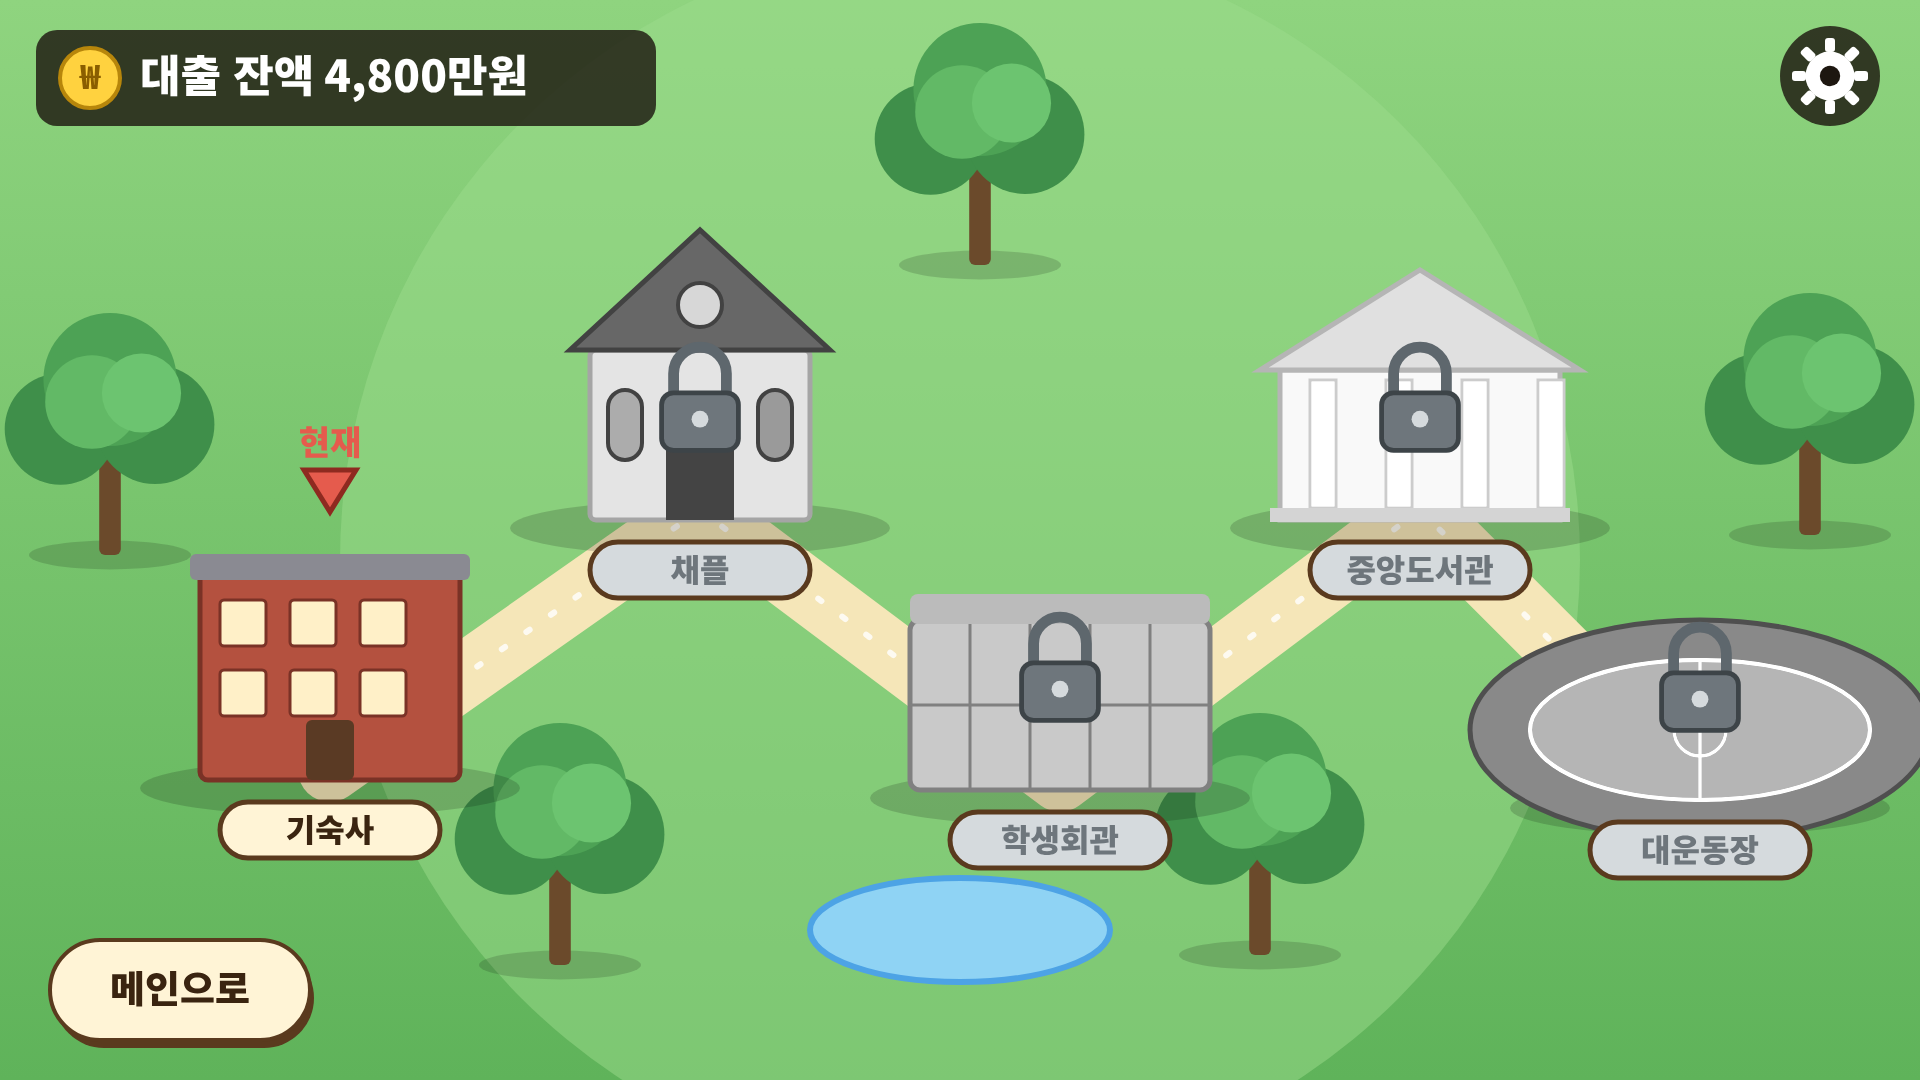 ₩ 대출 잔액 4,800만원
현재
채플
중앙도서관
기숙사
학생회관
대운동장
메인으로